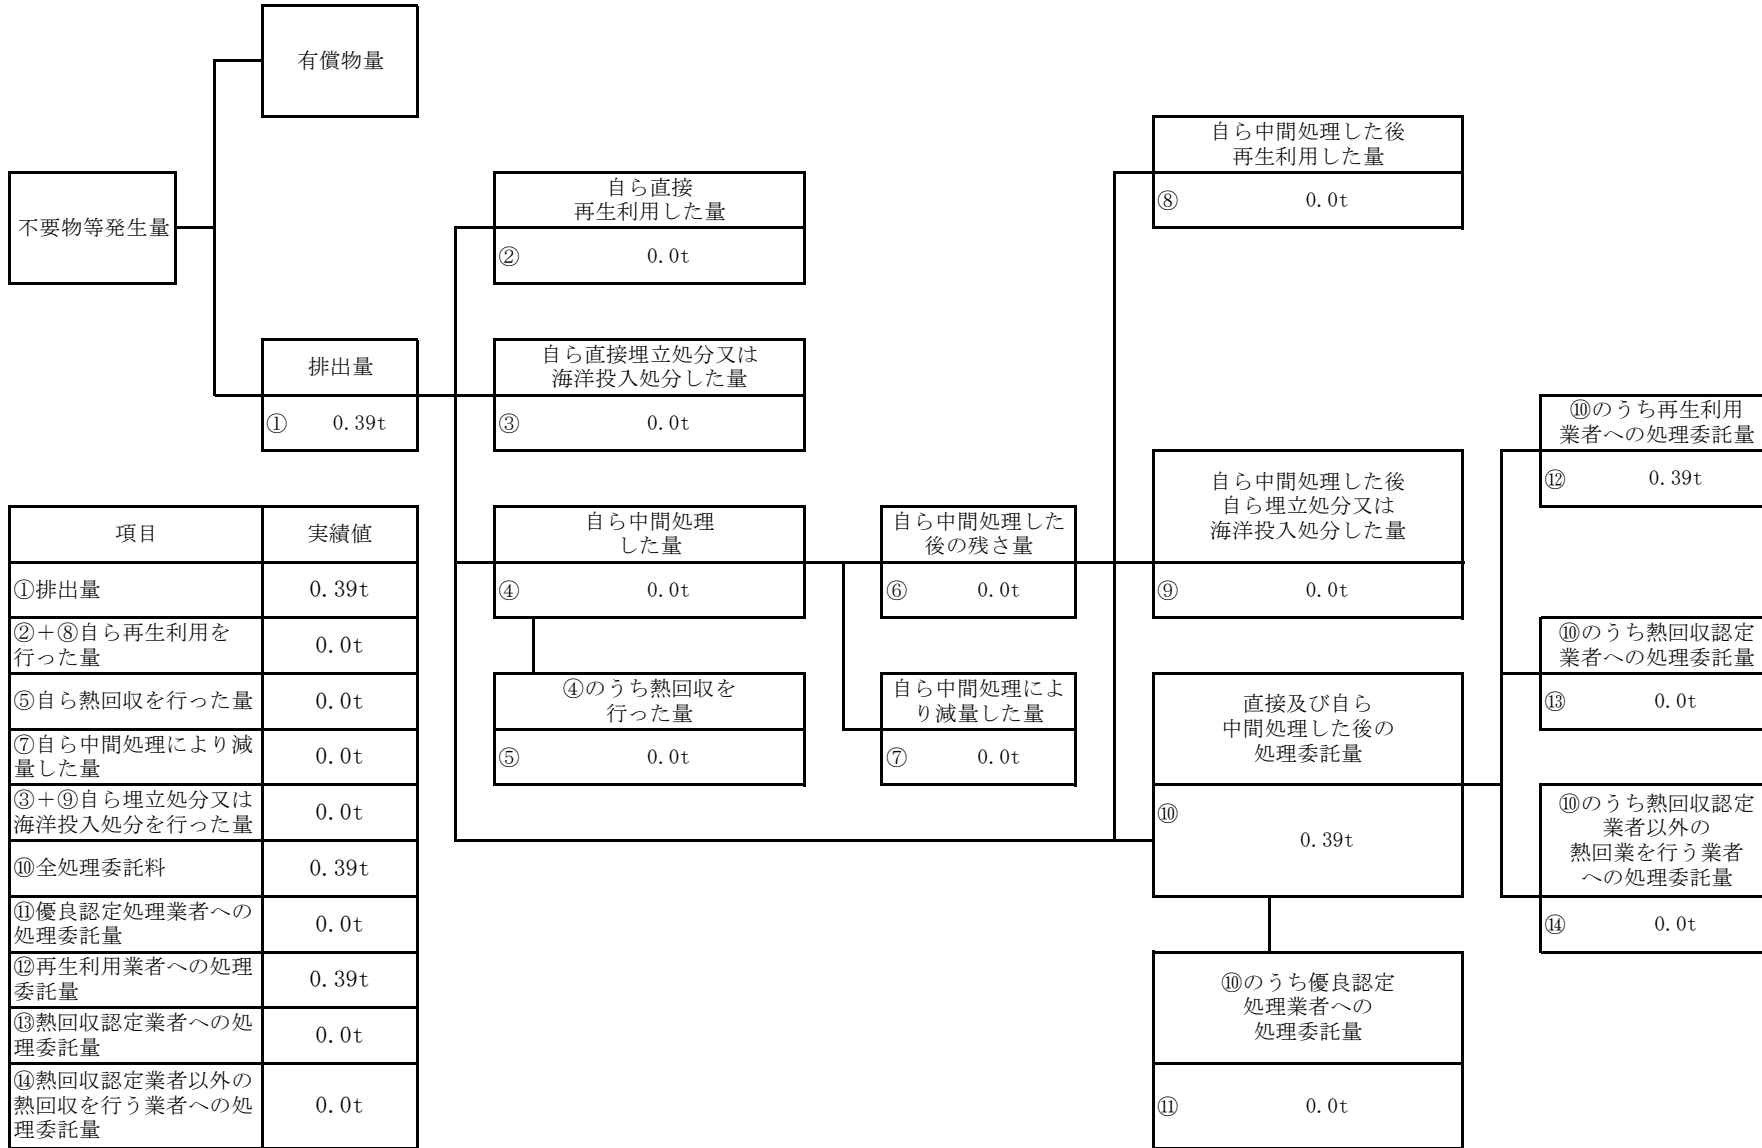 有償物量
不要物等発生量
排出量
① 0.39t
自ら直接
再生利用した量
② 0.0t
自ら直接埋立処分又は
海洋投入処分した量
③ 0.0t
自ら中間処理
した量
④ 0.0t
④のうち熱回収を
行った量
⑤ 0.0t
自ら中間処理した
後の残さ量
⑥ 0.0t
自ら中間処理によ
り減量した量
⑦ 0.0t
自ら中間処理した後
再生利用した量
⑧ 0.0t
自ら中間処理した後
自ら埋立処分又は
海洋投入処分した量
⑨ 0.0t
直接及び自ら
中間処理した後の
処理委託量
⑩
0.39t
⑩のうち優良認定
処理業者への
処理委託量
⑪ 0.0t
⑩のうち再生利用
業者への処理委託量
⑫ 0.39t
⑩のうち熱回収認定
業者への処理委託量
⑬ 0.0t
⑩のうち熱回収認定
業者以外の
熱回業を行う業者
への処理委託量
⑭ 0.0t
項目 実績値
①排出量 0.39t
②＋⑧自ら再生利用を
行った量 0.0t
⑤自ら熱回収を行った量 0.0t
⑦自ら中間処理により減
量した量 0.0t
③＋⑨自ら埋立処分又は
海洋投入処分を行った量 0.0t
⑩全処理委託料 0.39t
⑪優良認定処理業者への
処理委託量 0.0t
⑫再生利用業者への処理
委託量 0.39t
⑬熱回収認定業者への処
理委託量 0.0t
⑭熱回収認定業者以外の
熱回収を行う業者への処
理委託量 0.0t